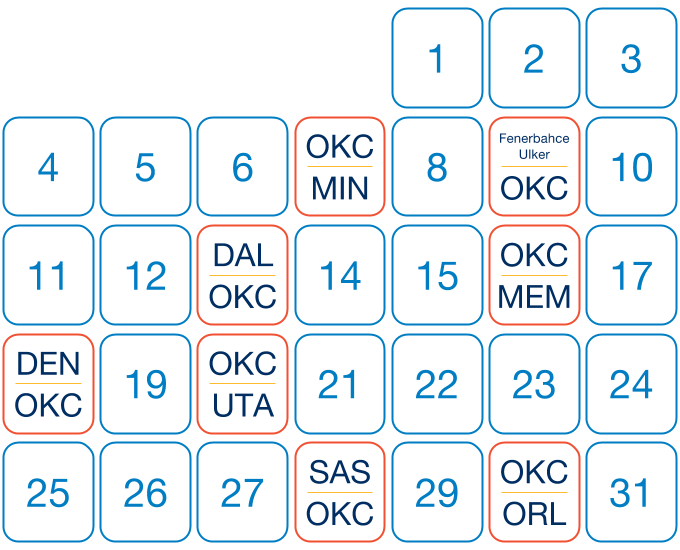 1 2 3
4 5 6 OKC MIN 8 Fenerbahce Ulker OKC 10
11 12 DAL OKC 14 15 OKC MEM 17
DEN OKC 19 OKC UTA 21 22 23 24
25 26 27 SAS OKC 29 OKC ORL 31